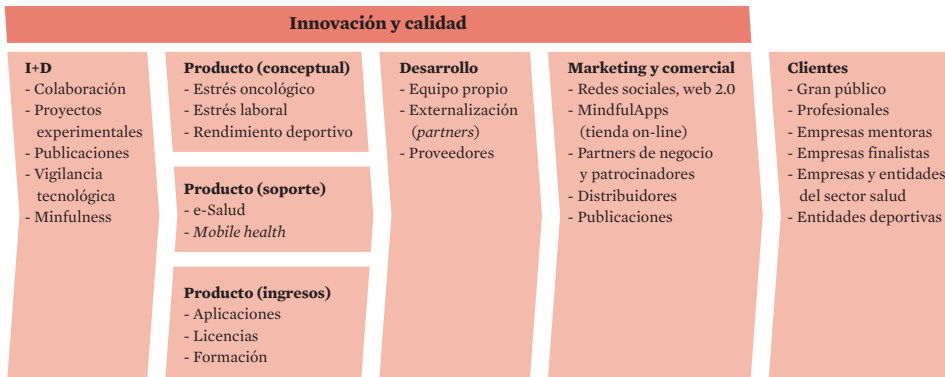 Innovación y calidad
I+D
- Colaboración
- Proyectos
experimentales
- Publicaciones
- Vigilancia
tecnológica
- Minfulness
Producto (conceptual)
- Estrés oncológico
- Estrés laboral
- Rendimiento deportivo
Producto (soporte)
- e-Salud
- Mobile health
Producto (ingresos)
- Aplicaciones
- Licencias
- Formación
Desarrollo
- Equipo propio
- Externalización
(partners)
- Proveedores
Marketing y comercial
- Redes sociales, web 2.0
- MindfulApps
(tienda on-line)
- Partners de negocio
y patrocinadores
- Distribuidores
- Publicaciones
Clientes
- Gran público
- Profesionales
- Empresas mentoras
- Empresas finalistas
- Empresas y entidades
del sector salud
- Entidades deportivas